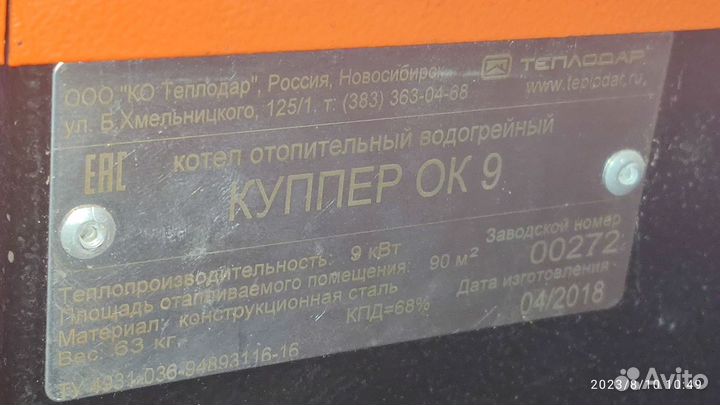 ООО "КО Теплодар", Россия, Новосибирск
ул. Б.Хмельницкого, 125/1, т: (383) 363-04-68
ТЕПЛОДАР
www.teplodar.ru
ЕАС
котел отопительный водогрейный
КУППЕР ОК 9
Теплопроизводительность: 9 кВт
Площадь отапливаемого помещения: 90 м²
Материал: конструкционная сталь
Вес: 63 кг. КПД=68%
ТУ 4931-036-94893116-16
Заводской номер
00272
Дата изготовления
04/2018
2023/8/10 10:49
Avito